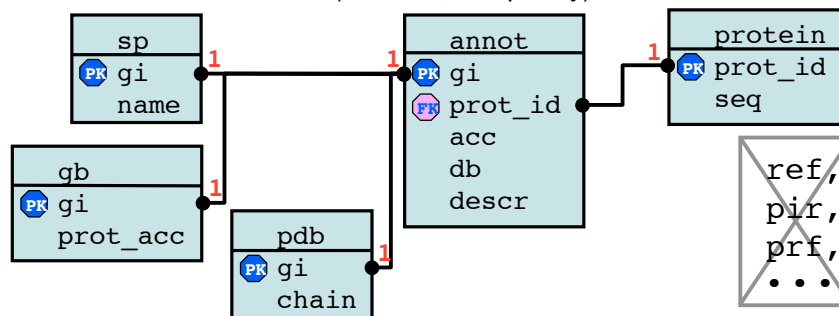 sp
PK gi
name
1
gb
PK gi
prot_acc
1
pdb
PK gi
chain
1
1
annot
PK gi
FK prot_id
acc
db
descr
1
protein
PK prot_id
seq
ref,
pir,
prf,
...